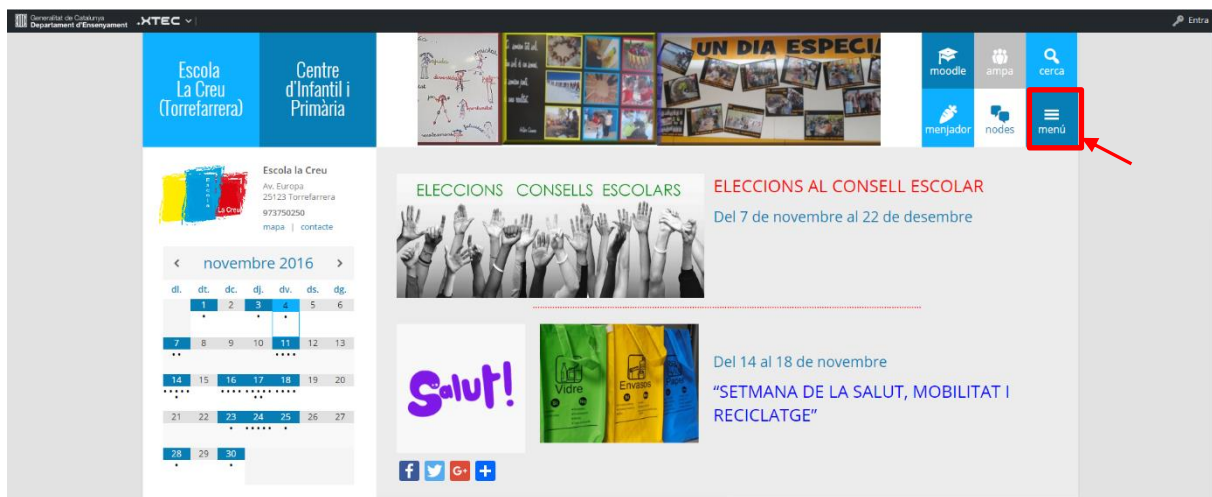 Generalitat de Catalunya
Departament d'Ensenyament
.XTEC
Entra
Escola
La Creu
(Torrefarrera)
Centre
d'Infantil i
Primària
UN DIA ESPECI
moodle
ampa
cerca
menjador
nodes
menú
Escola
La Creu
Escola la Creu
Av. Europa
25123 Torrefarrera
973750250
mapa | contacte
novembre 2016
dl. dt. dc. dj. dv. ds. dg.
1 2 3 4 5 6
7 8 9 10 11 12 13
14 15 16 17 18 19 20
21 22 23 24 25 26 27
28 29 30
ELECCIONS CONSELLS ESCOLARS
ELECCIONS AL CONSELL ESCOLAR
Del 7 de novembre al 22 de desembre
Salut!
Vidre
Envasos
Paper
Del 14 al 18 de novembre
“SETMANA DE LA SALUT, MOBILITAT I
RECICLATGE”
f
G+